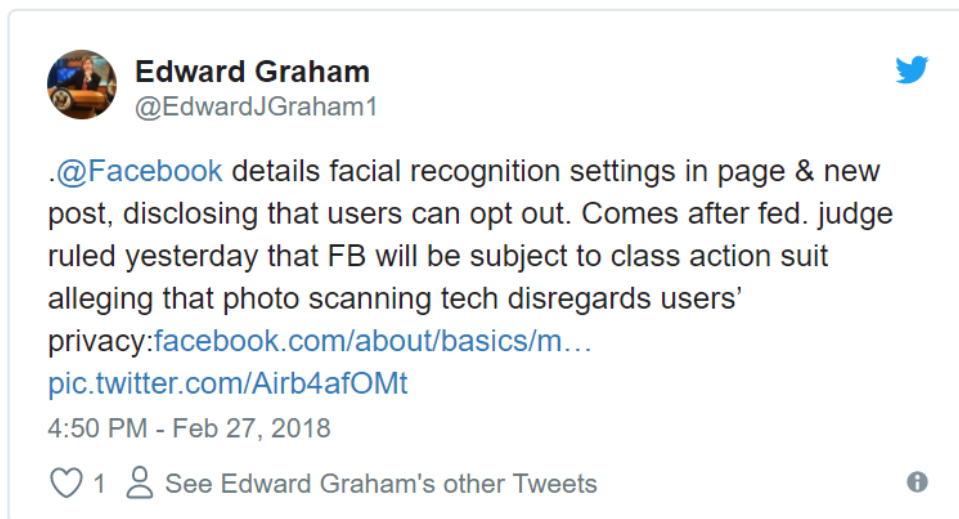 Edward Graham
@EdwardJGraham1
.@Facebook details facial recognition settings in page & new
post, disclosing that users can opt out. Comes after fed. judge
ruled yesterday that FB will be subject to class action suit
alleging that photo scanning tech disregards users’
privacy:facebook.com/about/basics/m…
pic.twitter.com/Airb4afOMt
4:50 PM - Feb 27, 2018
1 See Edward Graham's other Tweets